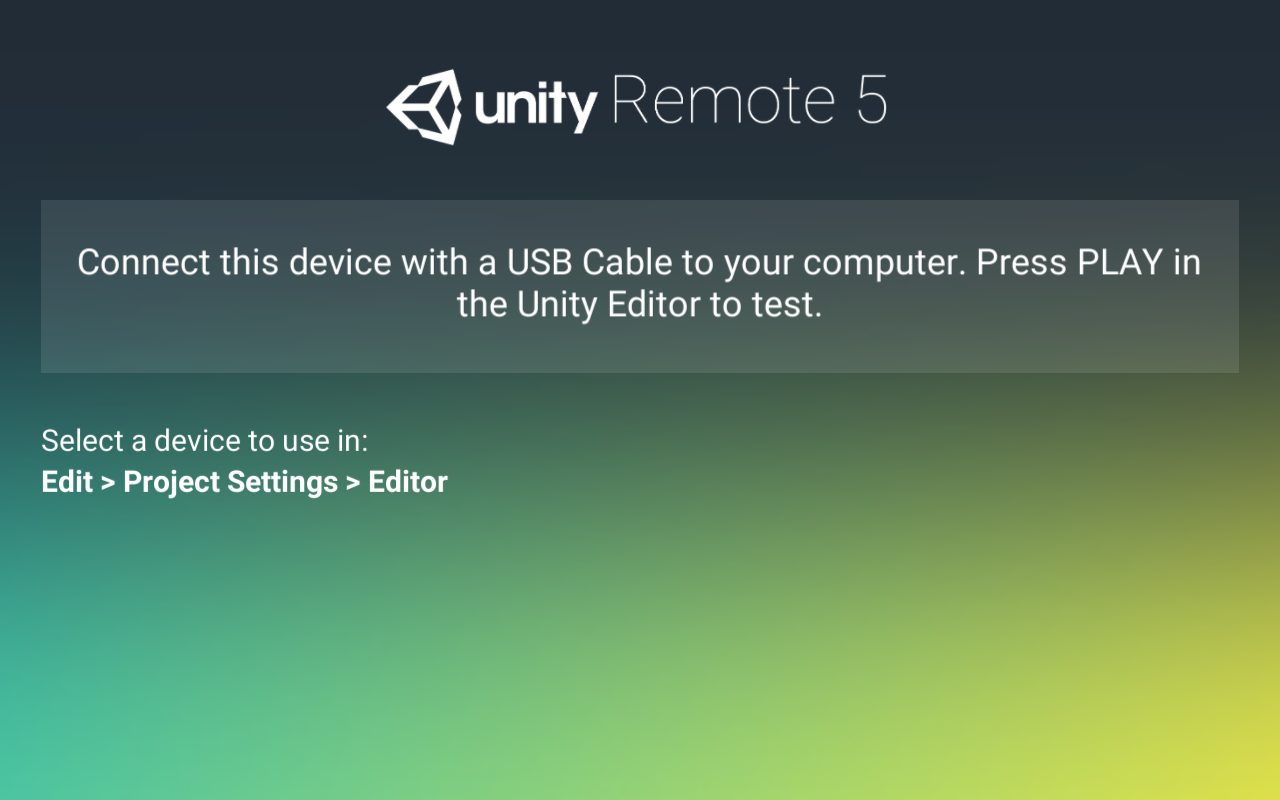 unity Remote 5
Connect this device with a USB Cable to your computer. Press PLAY in
the Unity Editor to test.
Select a device to use in:
Edit > Project Settings > Editor